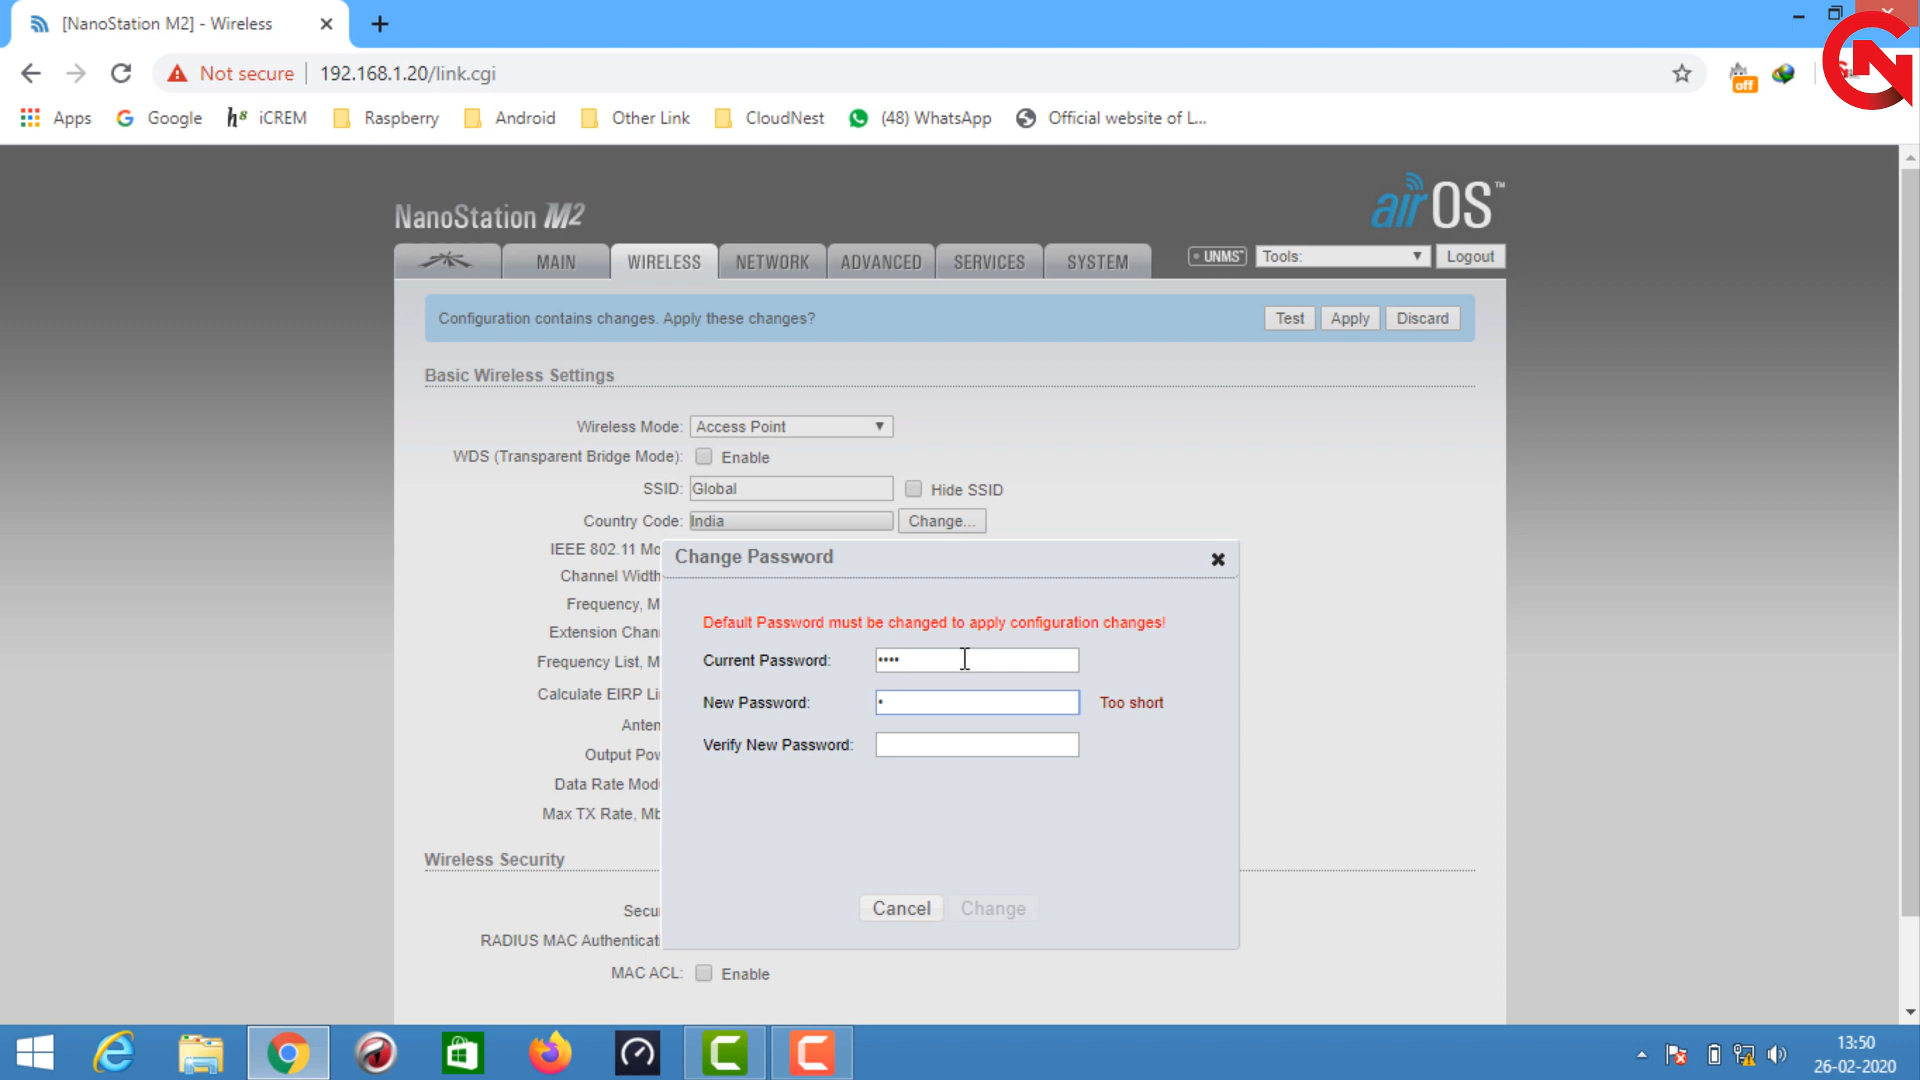 [NanoStation M2] - Wireless
Not secure 192.168.1.20/link.cgi
off
Apps Google iCREM Raspberry Android Other Link CloudNest (48) WhatsApp Official website of L...
NanoStation M2
airOS™
MAIN WIRELESS NETWORK ADVANCED SERVICES SYSTEM UNMS™ Tools: Logout
Configuration contains changes. Apply these changes? Test Apply Discard
Basic Wireless Settings
Wireless Mode: Access Point
WDS (Transparent Bridge Mode): Enable
SSID: Global Hide SSID
Country Code: India Change...
IEEE 802.11 Mo
Channel Width
Frequency, M
Extension Chan
Frequency List, M
Calculate EIRP Li
Anten
Output Pow
Data Rate Mod
Max TX Rate, Mb
Change Password
Default Password must be changed to apply configuration changes!
Current Password: ••••
New Password: • Too short
Verify New Password:
Cancel Change
Wireless Security
Secu
RADIUS MAC Authenticati
MAC ACL: Enable
13:50
26-02-2020